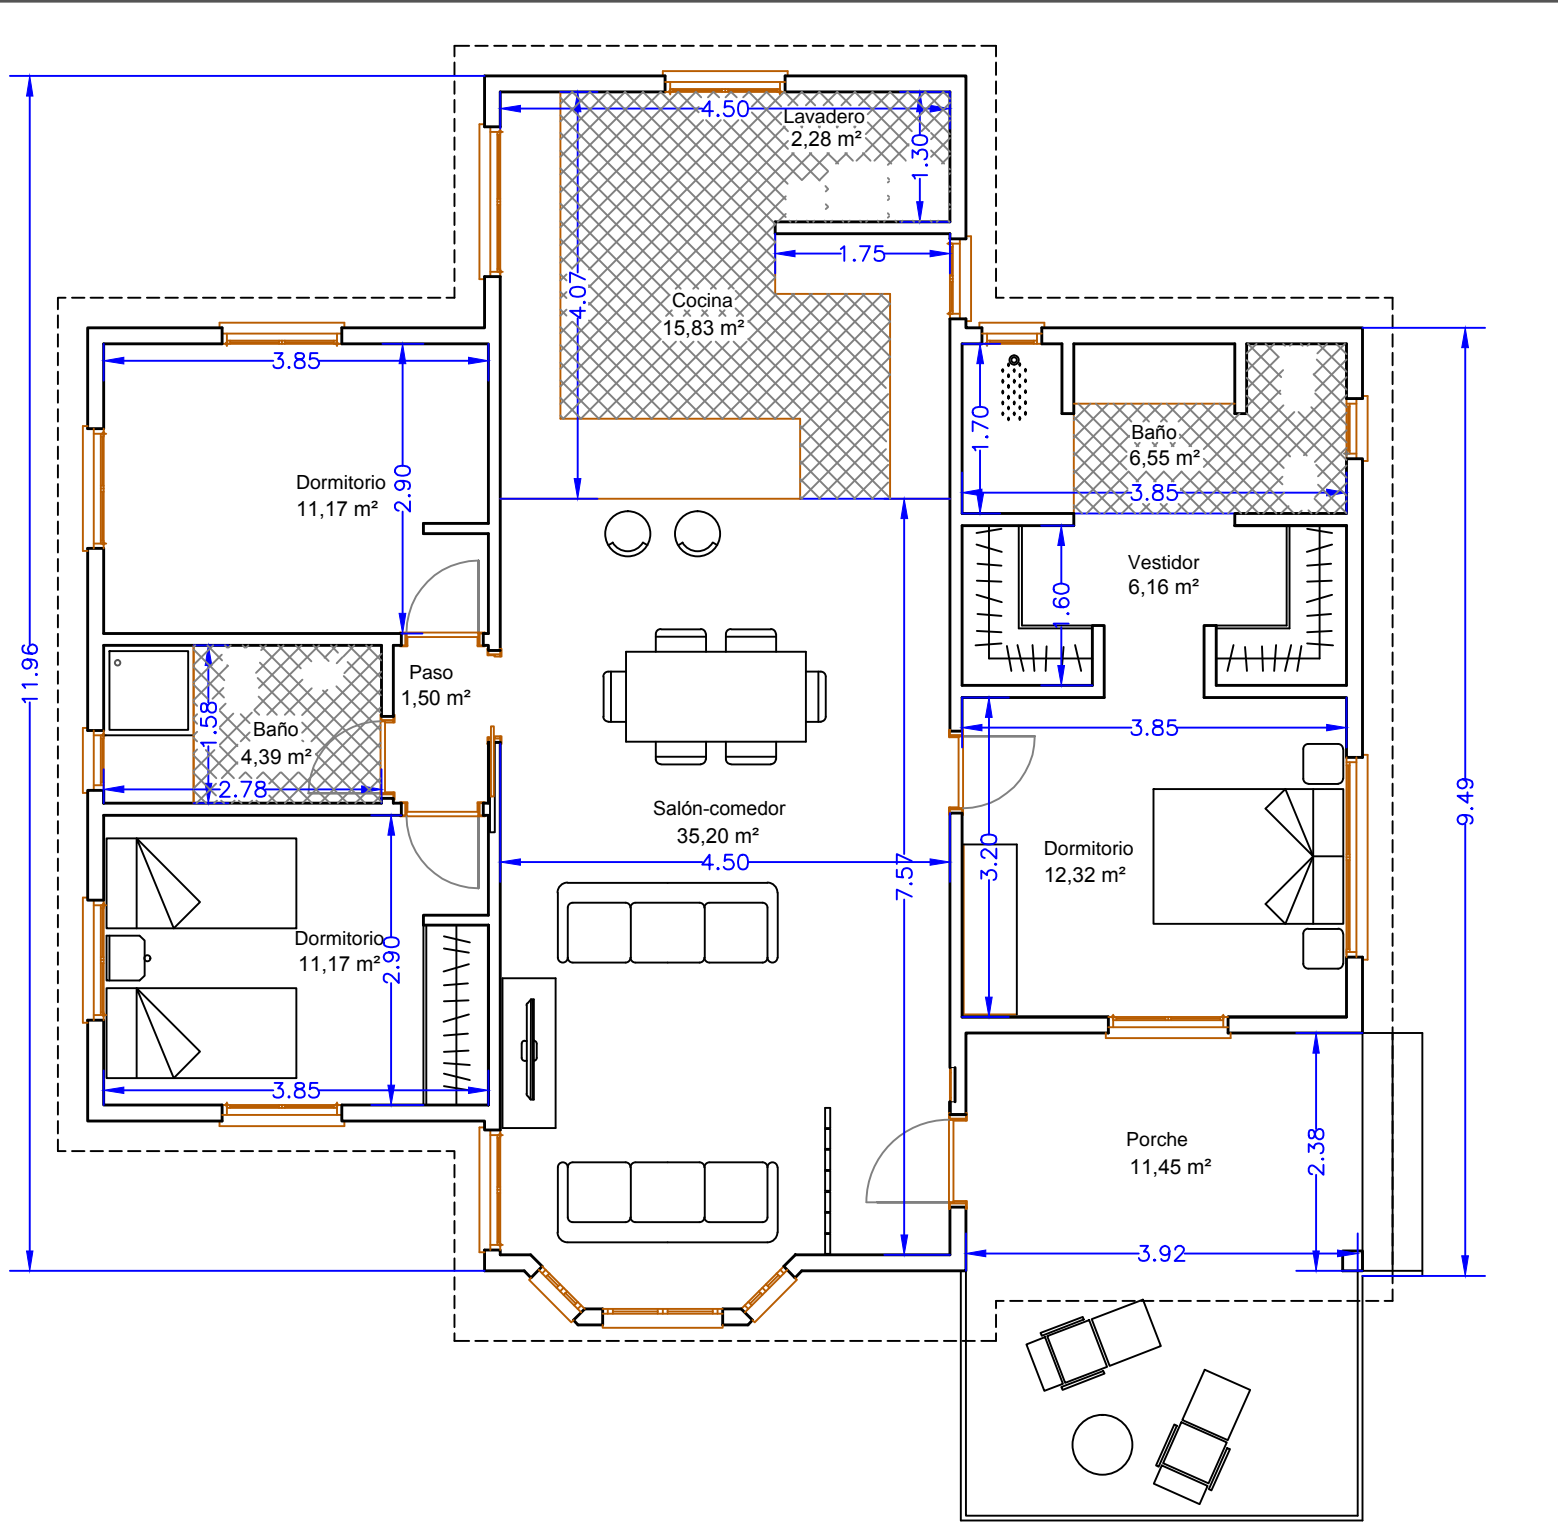 4.50
Lavadero
2,28 m²
1.30
1.75
4.07
Cocina
15,83 m²
3.85
2.90
Dormitorio
11,17 m²
1.70
Baño
6,55 m²
3.85
Vestidor
6,16 m²
1.60
11.96
Paso
1,50 m²
1.58
Baño
4,39 m²
2.78
3.85
Salón-comedor
35,20 m²
4.50
7.57
3.20
Dormitorio
12,32 m²
9.49
Dormitorio
11,17 m²
2.90
3.85
Porche
11,45 m²
2.38
3.92